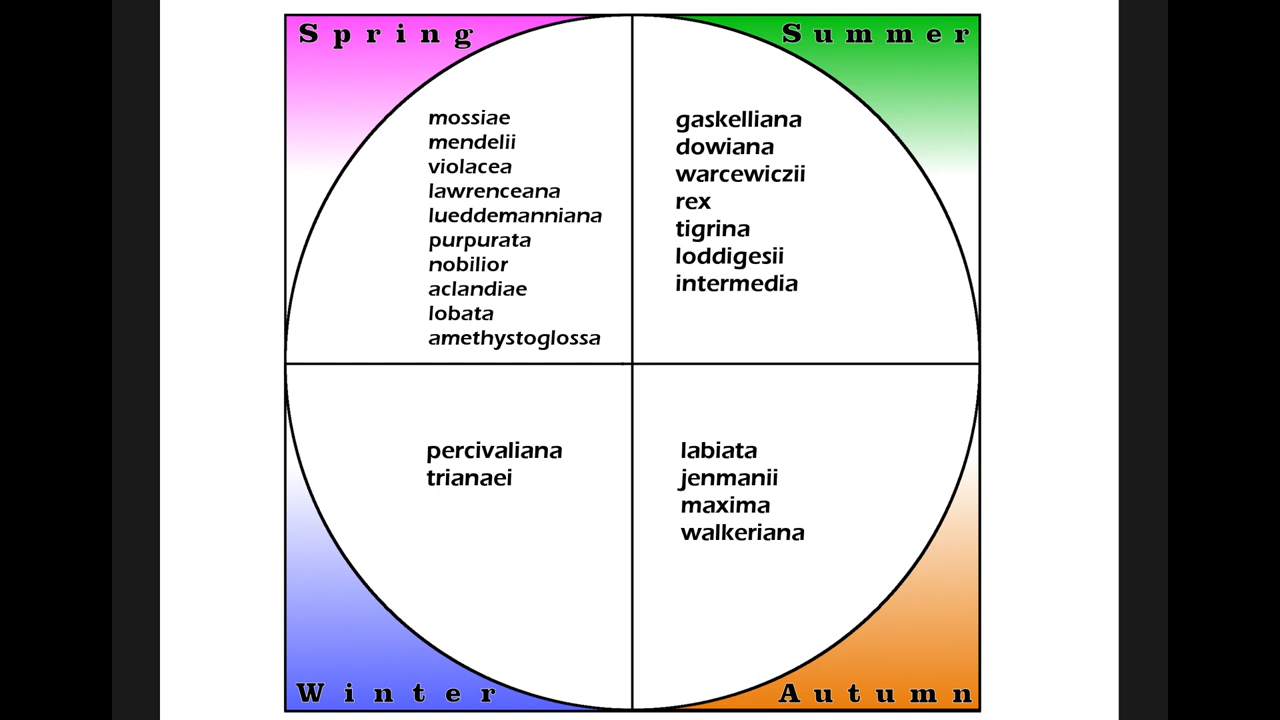 Spring
mossiae
mendelii
violacea
lawrenceana
lueddemanniana
purpurata
nobilior
aclandiae
lobata
amethystoglossa
Summer
gaskelliana
dowiana
warcewiczii
rex
tigrina
loddigesii
intermedia
percivaliana
trianaei
Winter
labiata
jenmanii
maxima
walkeriana
Autumn